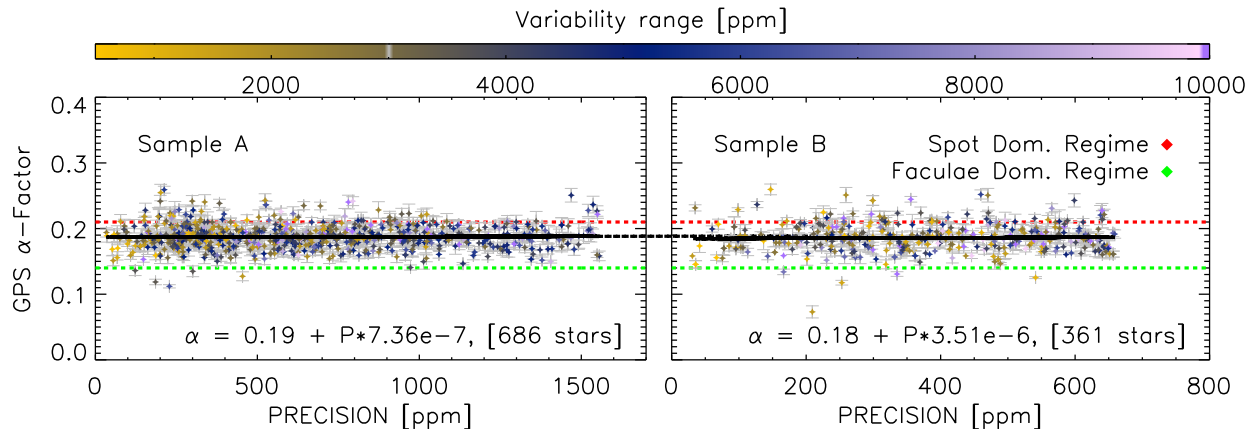 Variability range [ppm]
2000 4000 6000 8000 10000
GPS α-Factor
0.4
0.3
0.2
0.1
0.0
Sample A
α = 0.19 + P*7.36e-7, [686 stars]
0 500 1000 1500
PRECISION [ppm]
Sample B
Spot Dom. Regime
Faculae Dom. Regime
α = 0.18 + P*3.51e-6, [361 stars]
0 200 400 600 800
PRECISION [ppm]